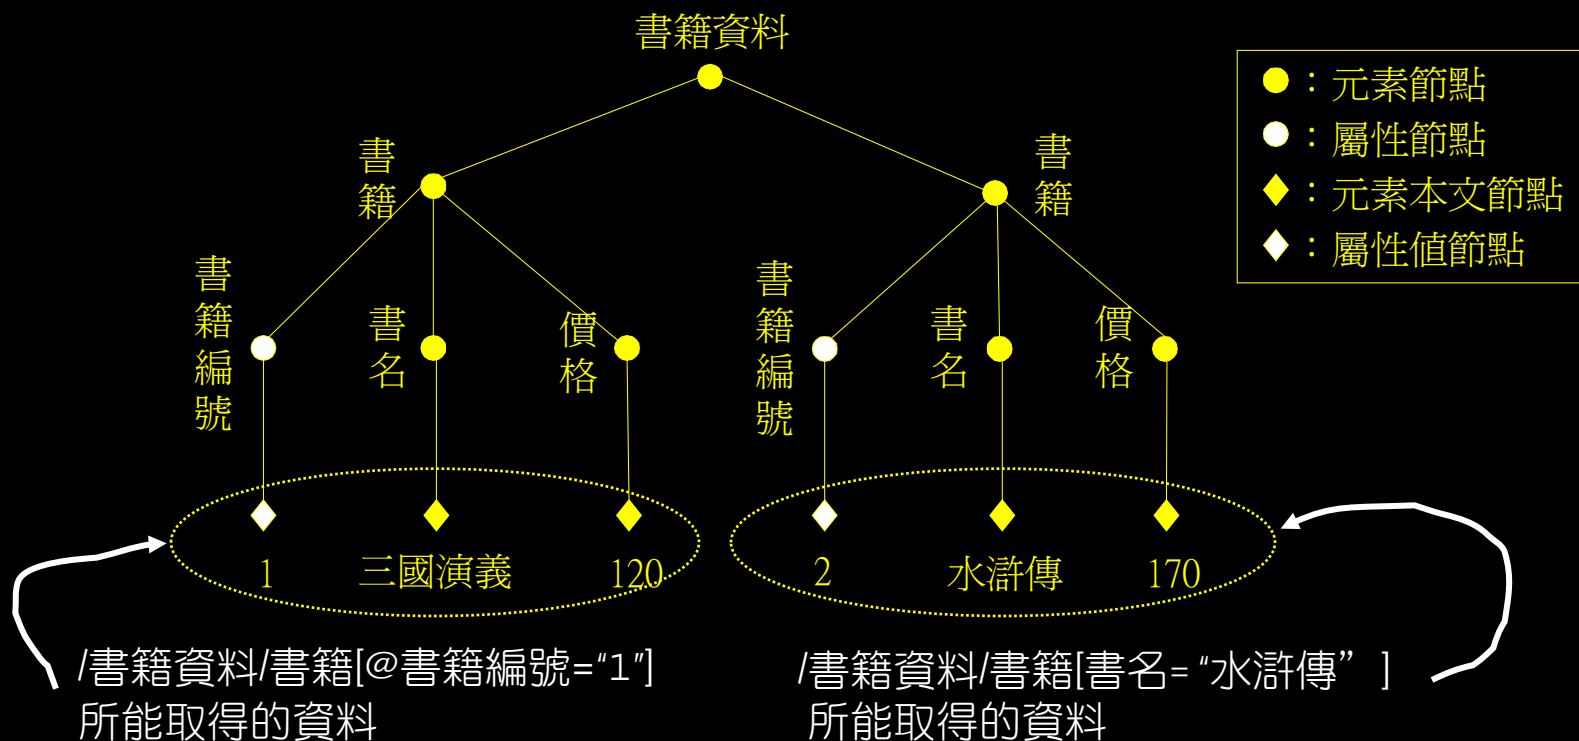 書籍資料
：元素節點
：屬性節點
：元素本文節點
：屬性值節點
書籍
書籍
書籍編號
書名
價格
書籍編號
書名
價格
1
三國演義
120
2
水滸傳
170
/書籍資料/書籍[@書籍編號=“1”]
所能取得的資料
/書籍資料/書籍[書名= “水滸傳” ]
所能取得的資料